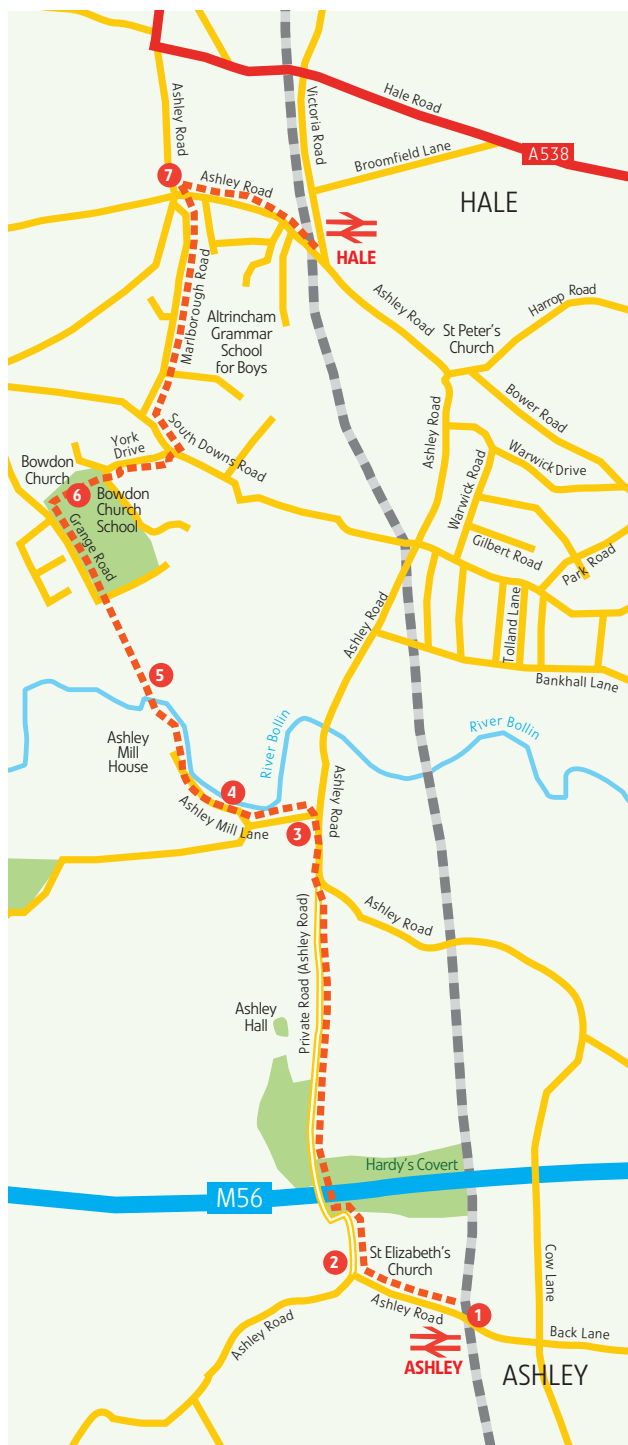 Ashley Road
Victoria Road
Hale Road
A538
Broomfield Lane
7
Ashley Road
HALE
HALE
Marlborough Road
Altrincham
Grammar
School
for Boys
Ashley Road
St Peter's
Church
Harrop Road
Bower Road
Ashley Road
Warwick Drive
Warwick Road
York
Drive
South Downs Road
Bowdon
Church
6
Bowdon
Church
School
Grange Road
Gilbert Road
Park Road
Tolland Lane
Ashley Road
Bankhall Lane
5
Ashley
Mill
House
River Bollin
River Bollin
4
Ashley Mill Lane
3
Ashley Road
Ashley Road
Private Road (Ashley Road)
Ashley
Hall
Hardy's Covert
M56
2
St Elizabeth's
Church
Cow Lane
Ashley Road
Ashley Road
1
Back Lane
ASHLEY
ASHLEY